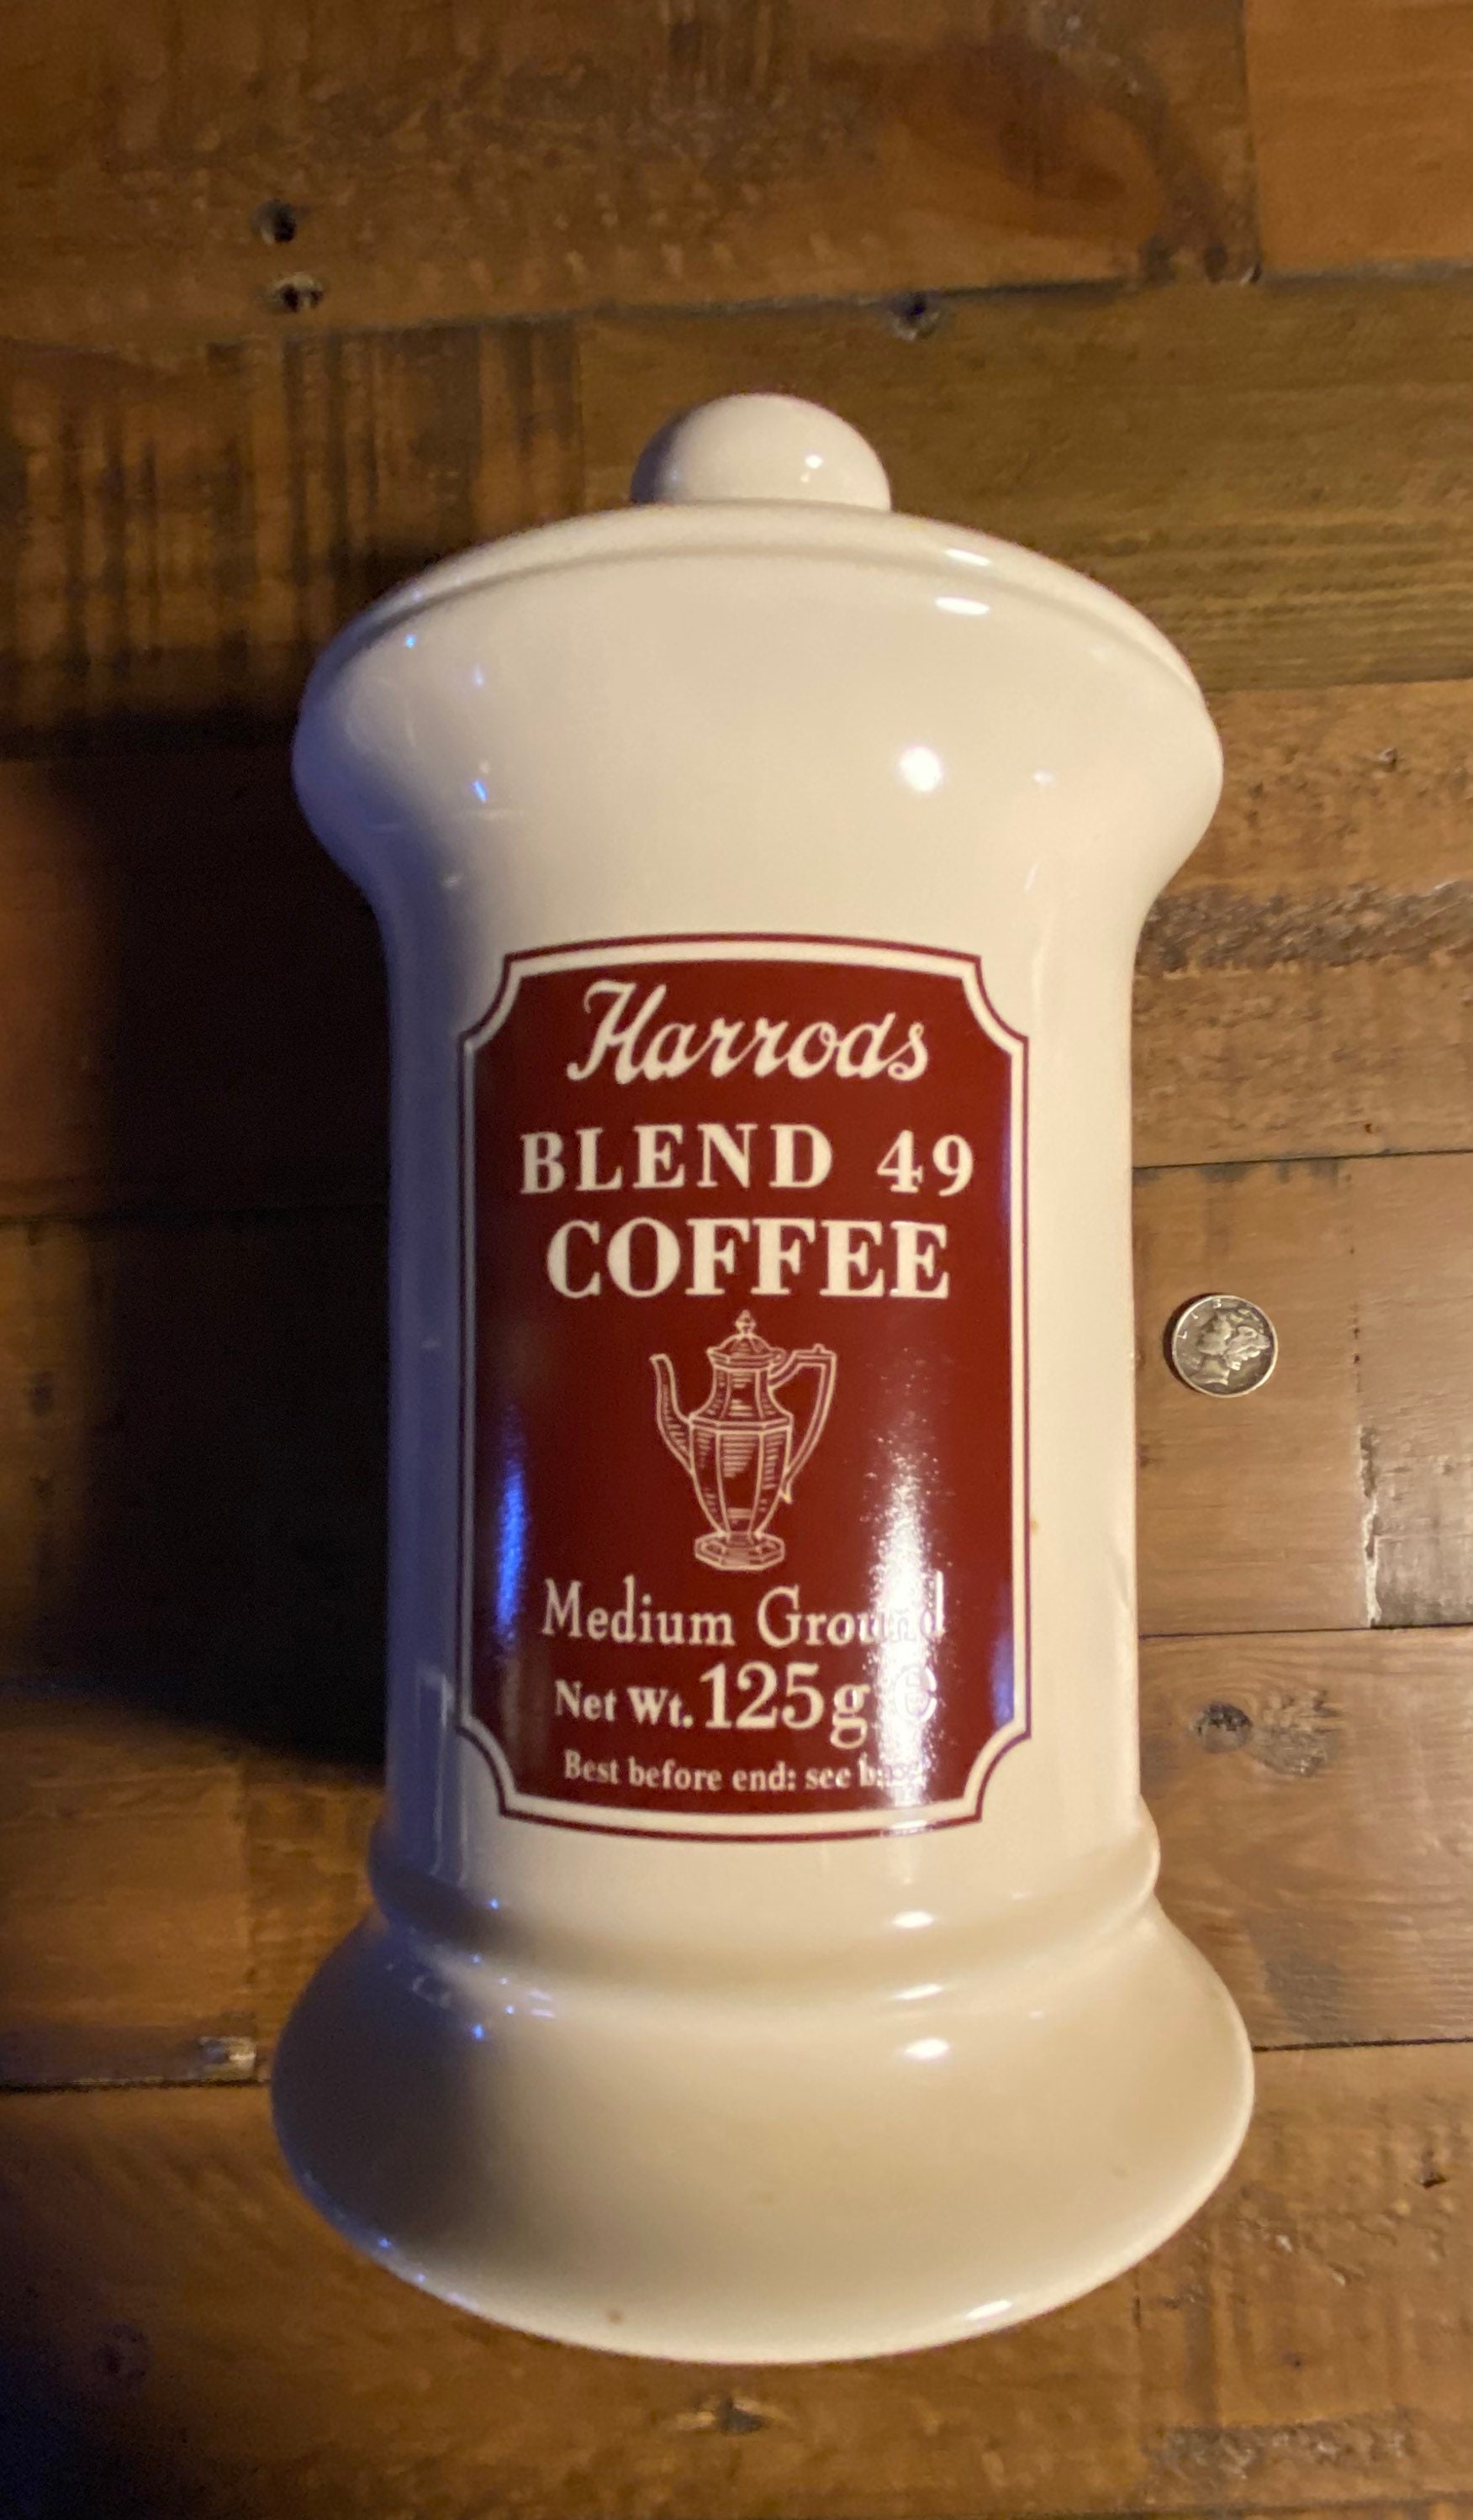 Harrods
BLEND 49
COFFEE
Medium Ground
Net Wt. 125g e
Best before end: see